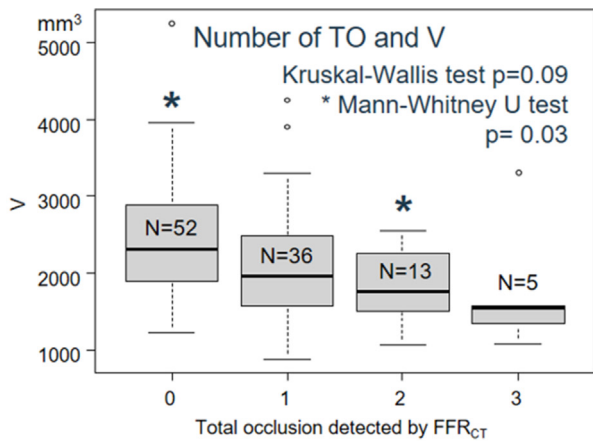 mm³
Number of TO and V
Kruskal-Wallis test p=0.09
* Mann-Whitney U test
p= 0.03
5000
4000
3000
2000
1000
V
*
*
N=52
N=36
N=13
N=5
0
1
2
3
Total occlusion detected by FFR_CT